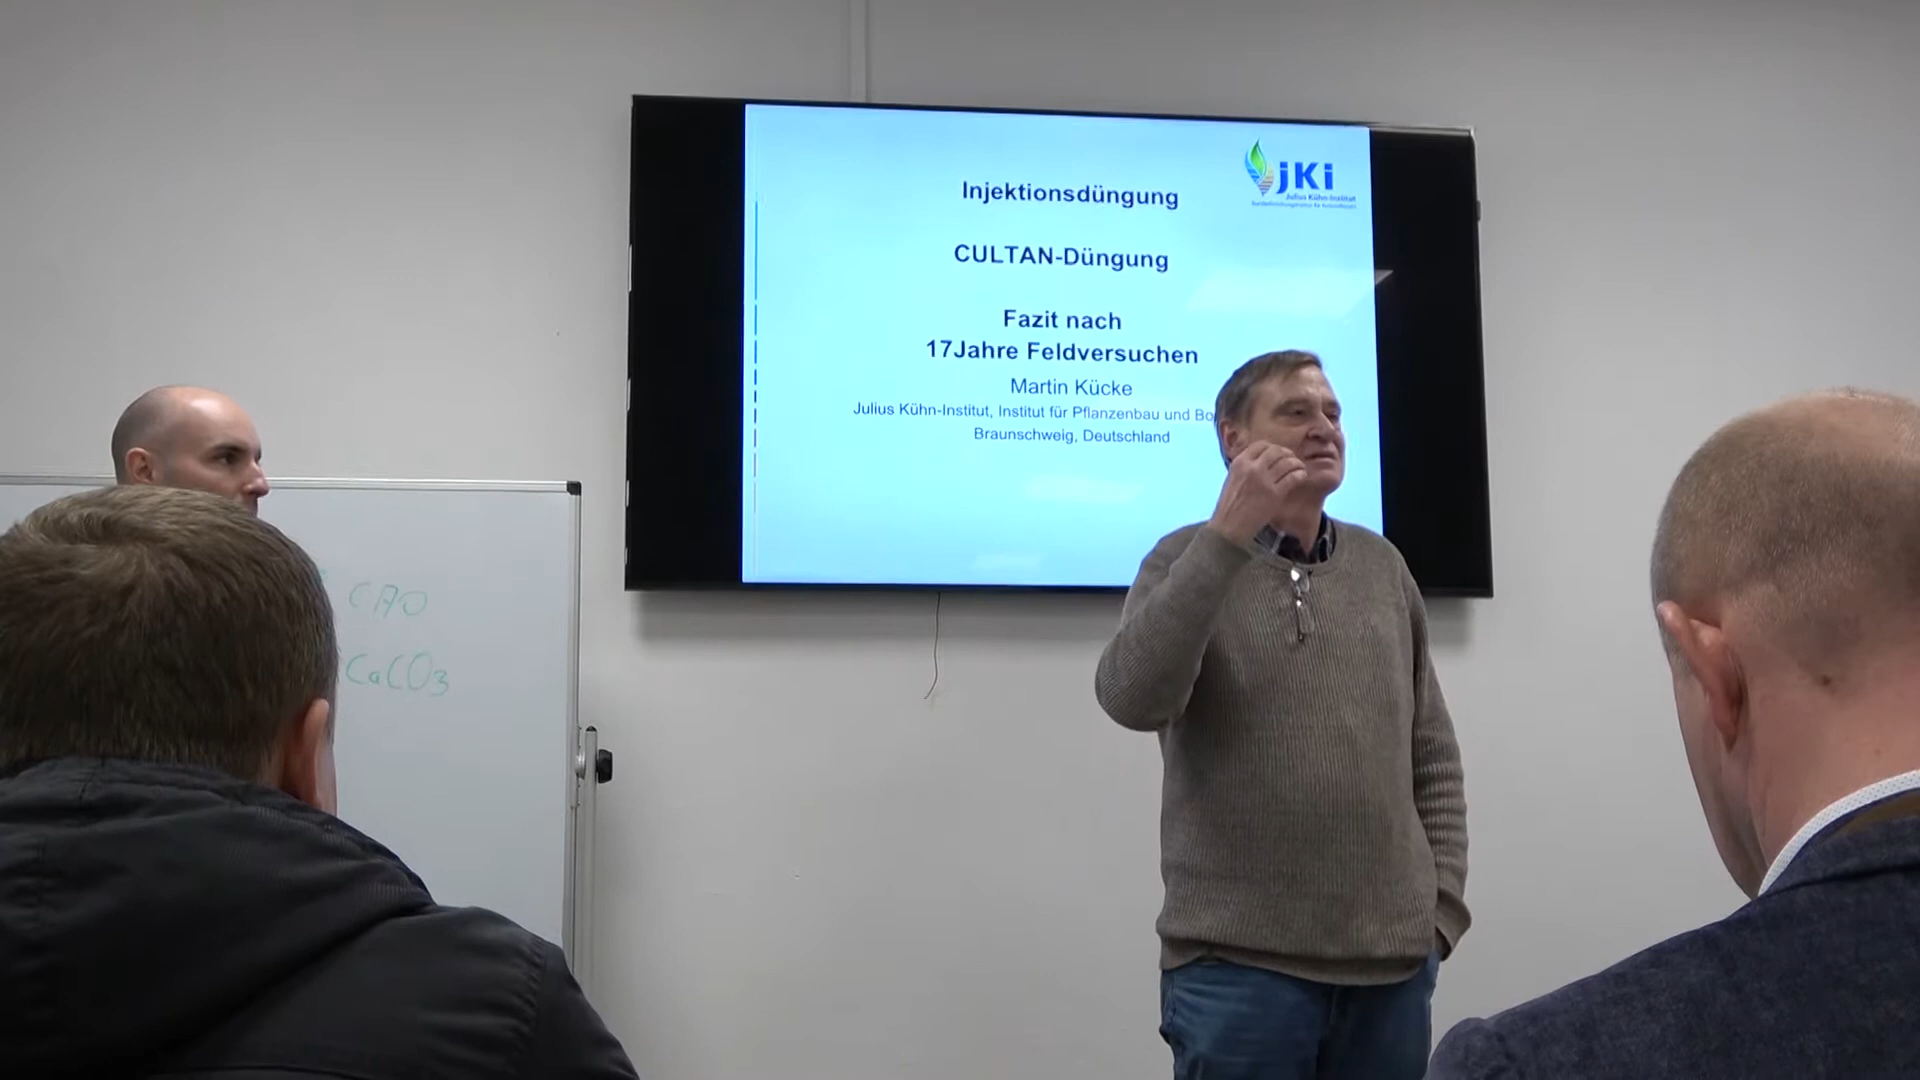 jKi
Julius Kühn-Institut
Injektionsdüngung
CULTAN-Düngung
Fazit nach
17Jahre Feldversuchen
Martin Kücke
Julius Kühn-Institut, Institut für Pflanzenbau und
Braunschweig, Deutschland
CAO
CaCO3